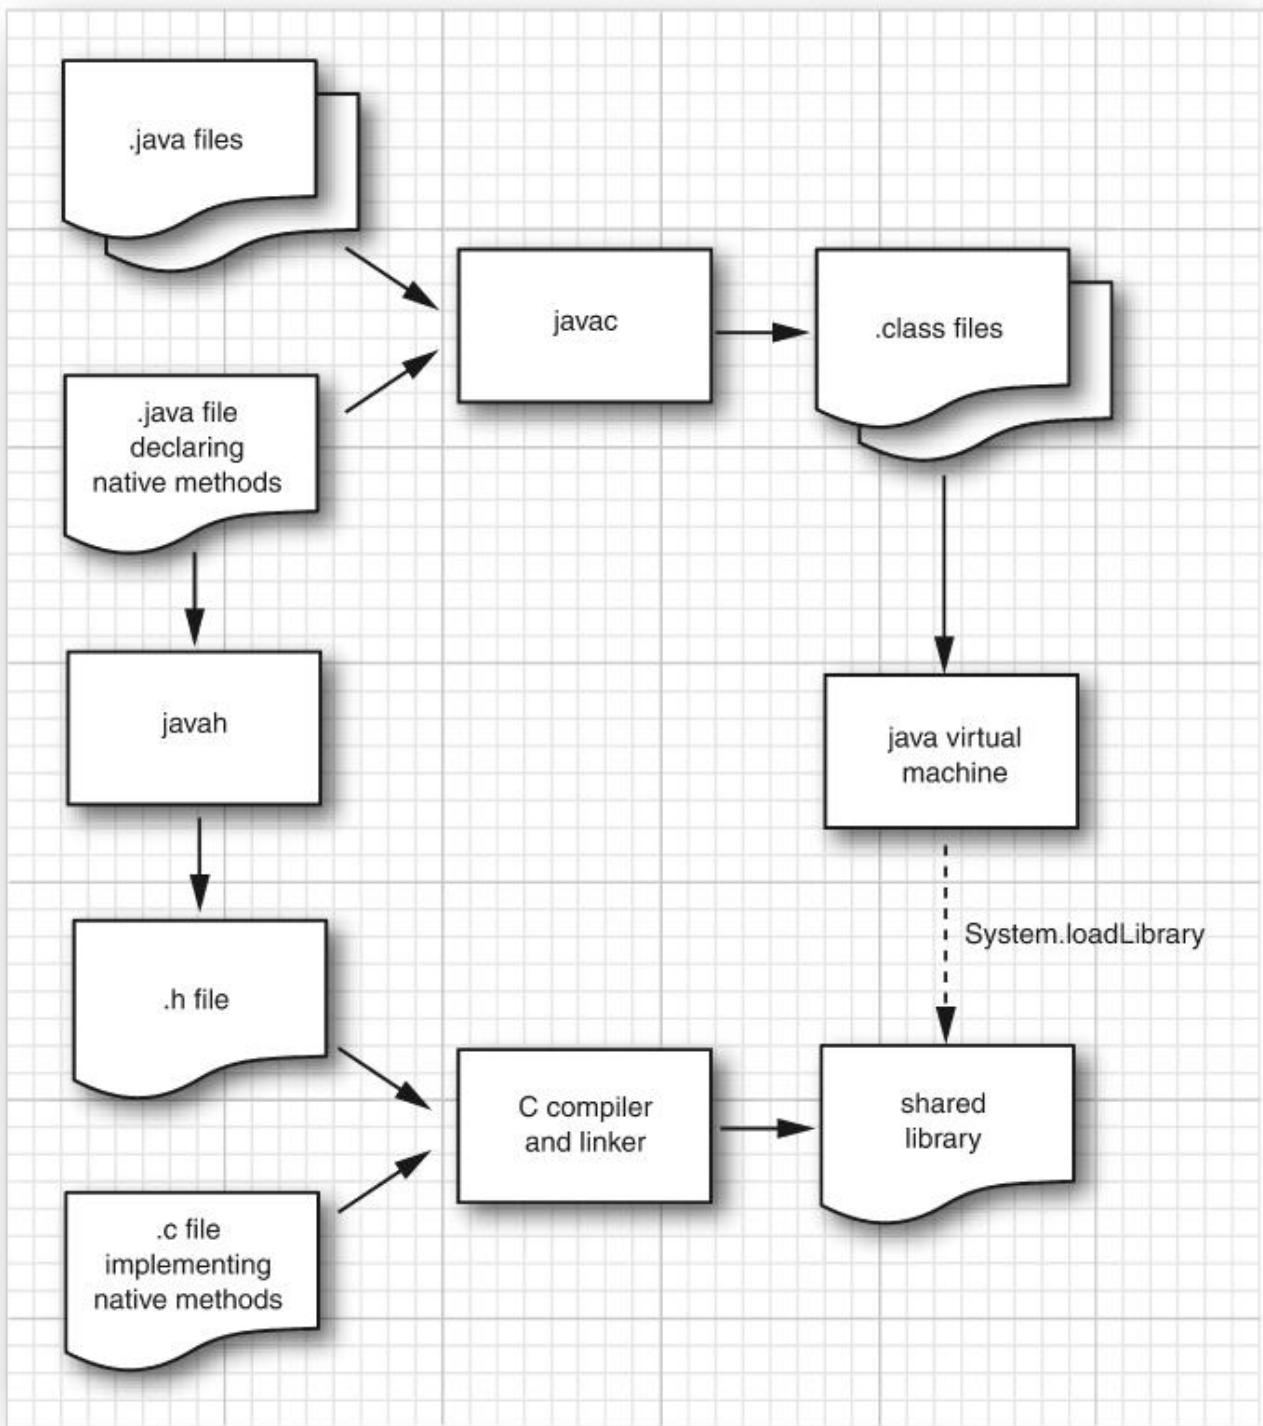 .java files
javac
.class files
.java file
declaring
native methods
javah
java virtual
machine
System.loadLibrary
.h file
C compiler
and linker
shared
library
.c file
implementing
native methods